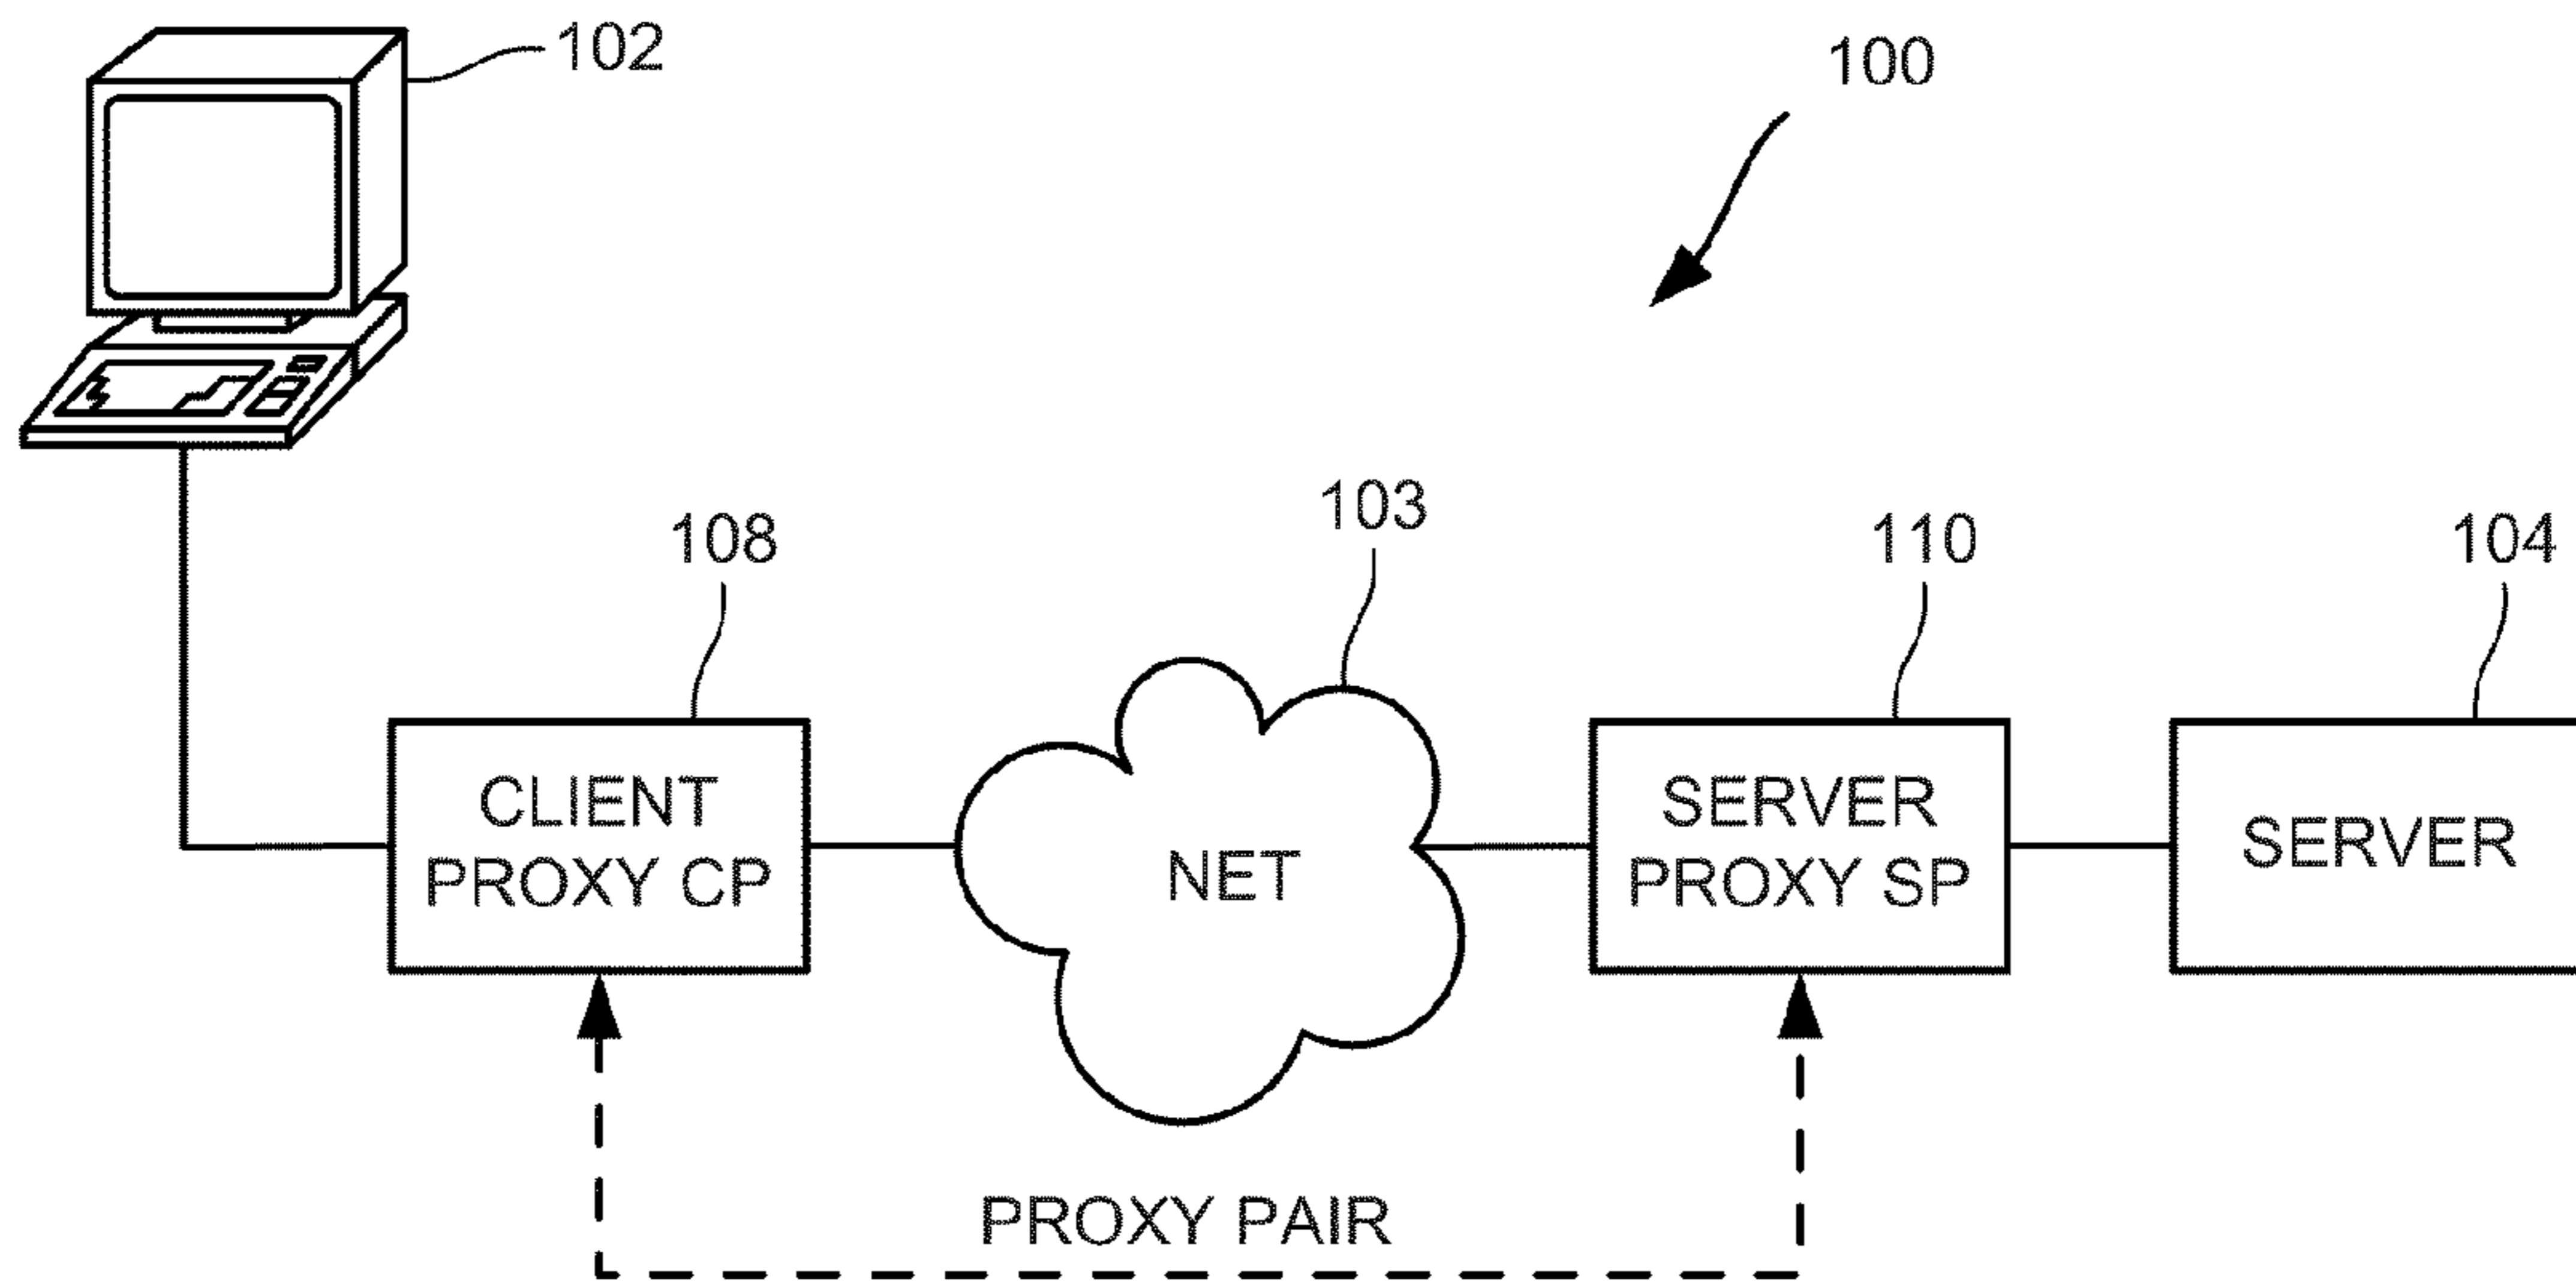 102
100
108
103
110
104
CLIENT
PROXY CP
NET
SERVER
PROXY SP
SERVER
PROXY PAIR